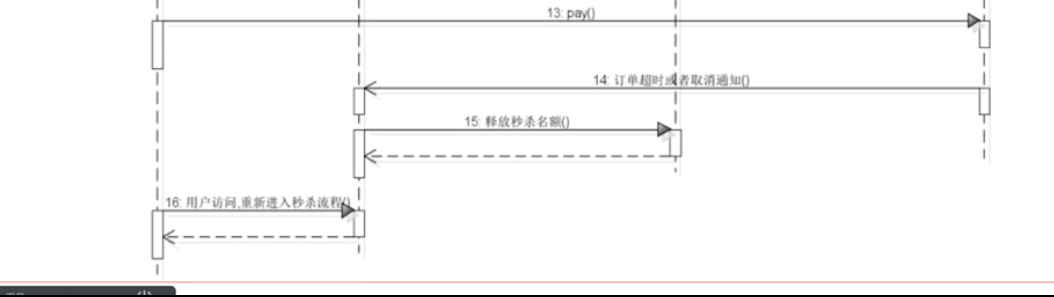 13: pay()
14: 订单超时或者取消通知()
15: 释放秒杀名额()
16: 用户访问,重新进入秒杀流程()